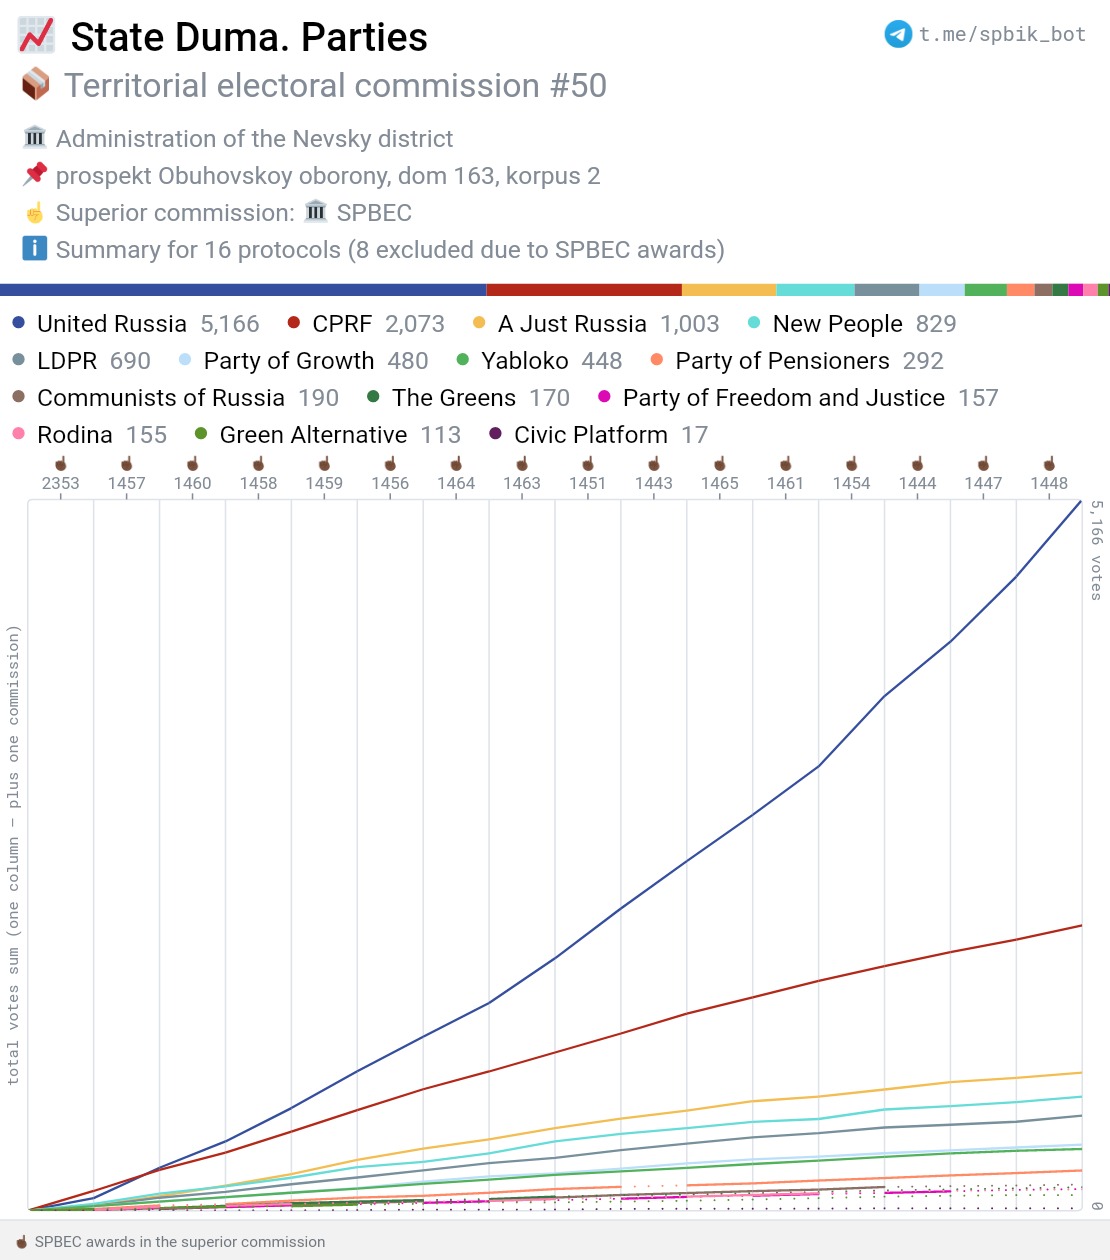 State Duma. Parties
t.me/spbik_bot
Territorial electoral commission #50
Administration of the Nevsky district
prospekt Obuhovskoy oborony, dom 163, korpus 2
Superior commission: SPBEC
Summary for 16 protocols (8 excluded due to SPBEC awards)
United Russia 5,166 CPRF 2,073 A Just Russia 1,003 New People 829
LDPR 690 Party of Growth 480 Yabloko 448 Party of Pensioners 292
Communists of Russia 190 The Greens 170 Party of Freedom and Justice 157
Rodina 155 Green Alternative 113 Civic Platform 17
2353 1457 1460 1458 1459 1456 1464 1463 1451 1443 1465 1461 1454 1444 1447 1448
5,166 votes
total votes sum (one column – plus one commission)
0
SPBEC awards in the superior commission